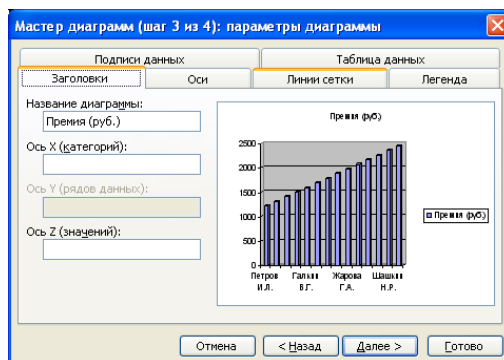 Мастер диаграмм (шаг 3 из 4): параметры диаграммы
Подписи данных
Таблица данных
Заголовки
Оси
Линии сетки
Легенда
Название диаграммы:
Премия (руб.)
Ось X (категорий):
Ось Y (рядов данных):
Ось Z (значений):
Премия (руб.)
2500
2000
1500
1000
500
0
Петров И.Л.
Галкин В.Г.
Жарова Г.А.
Шашкин Н.Р.
Премия (руб.)
Отмена
< Назад
Далее >
Готово